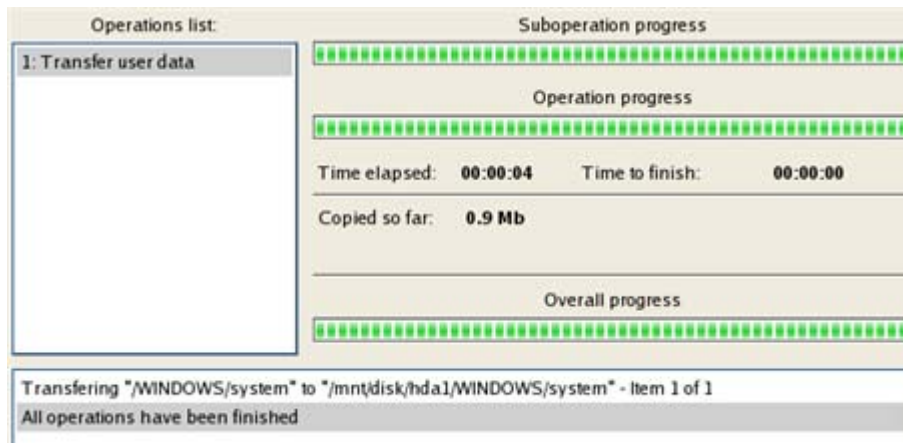 Operations list:
Suboperation progress
1: Transfer user data
Operation progress
Time elapsed: 00:00:04 Time to finish: 00:00:00
Copied so far: 0.9 Mb
Overall progress
Transfering "/WINDOWS/system" to "/mnt/disk/hda1/WINDOWS/system" - Item 1 of 1
All operations have been finished